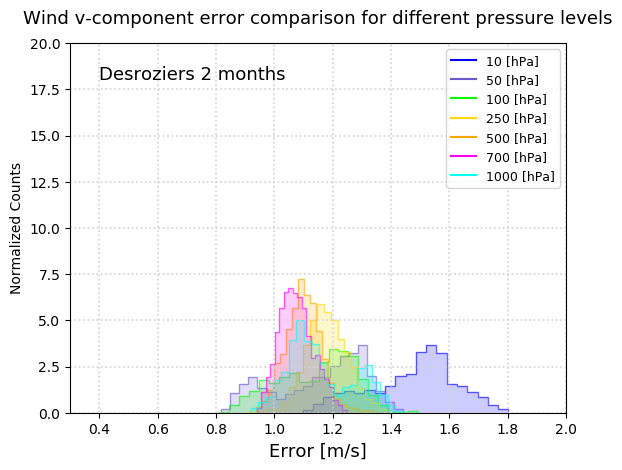 Wind v-component error comparison for different pressure levels
20.0
17.5
15.0
12.5
10.0
7.5
5.0
2.5
0.0
Normalized Counts
Desroziers 2 months
10 [hPa]
50 [hPa]
100 [hPa]
250 [hPa]
500 [hPa]
700 [hPa]
1000 [hPa]
0.4 0.6 0.8 1.0 1.2 1.4 1.6 1.8 2.0
Error [m/s]